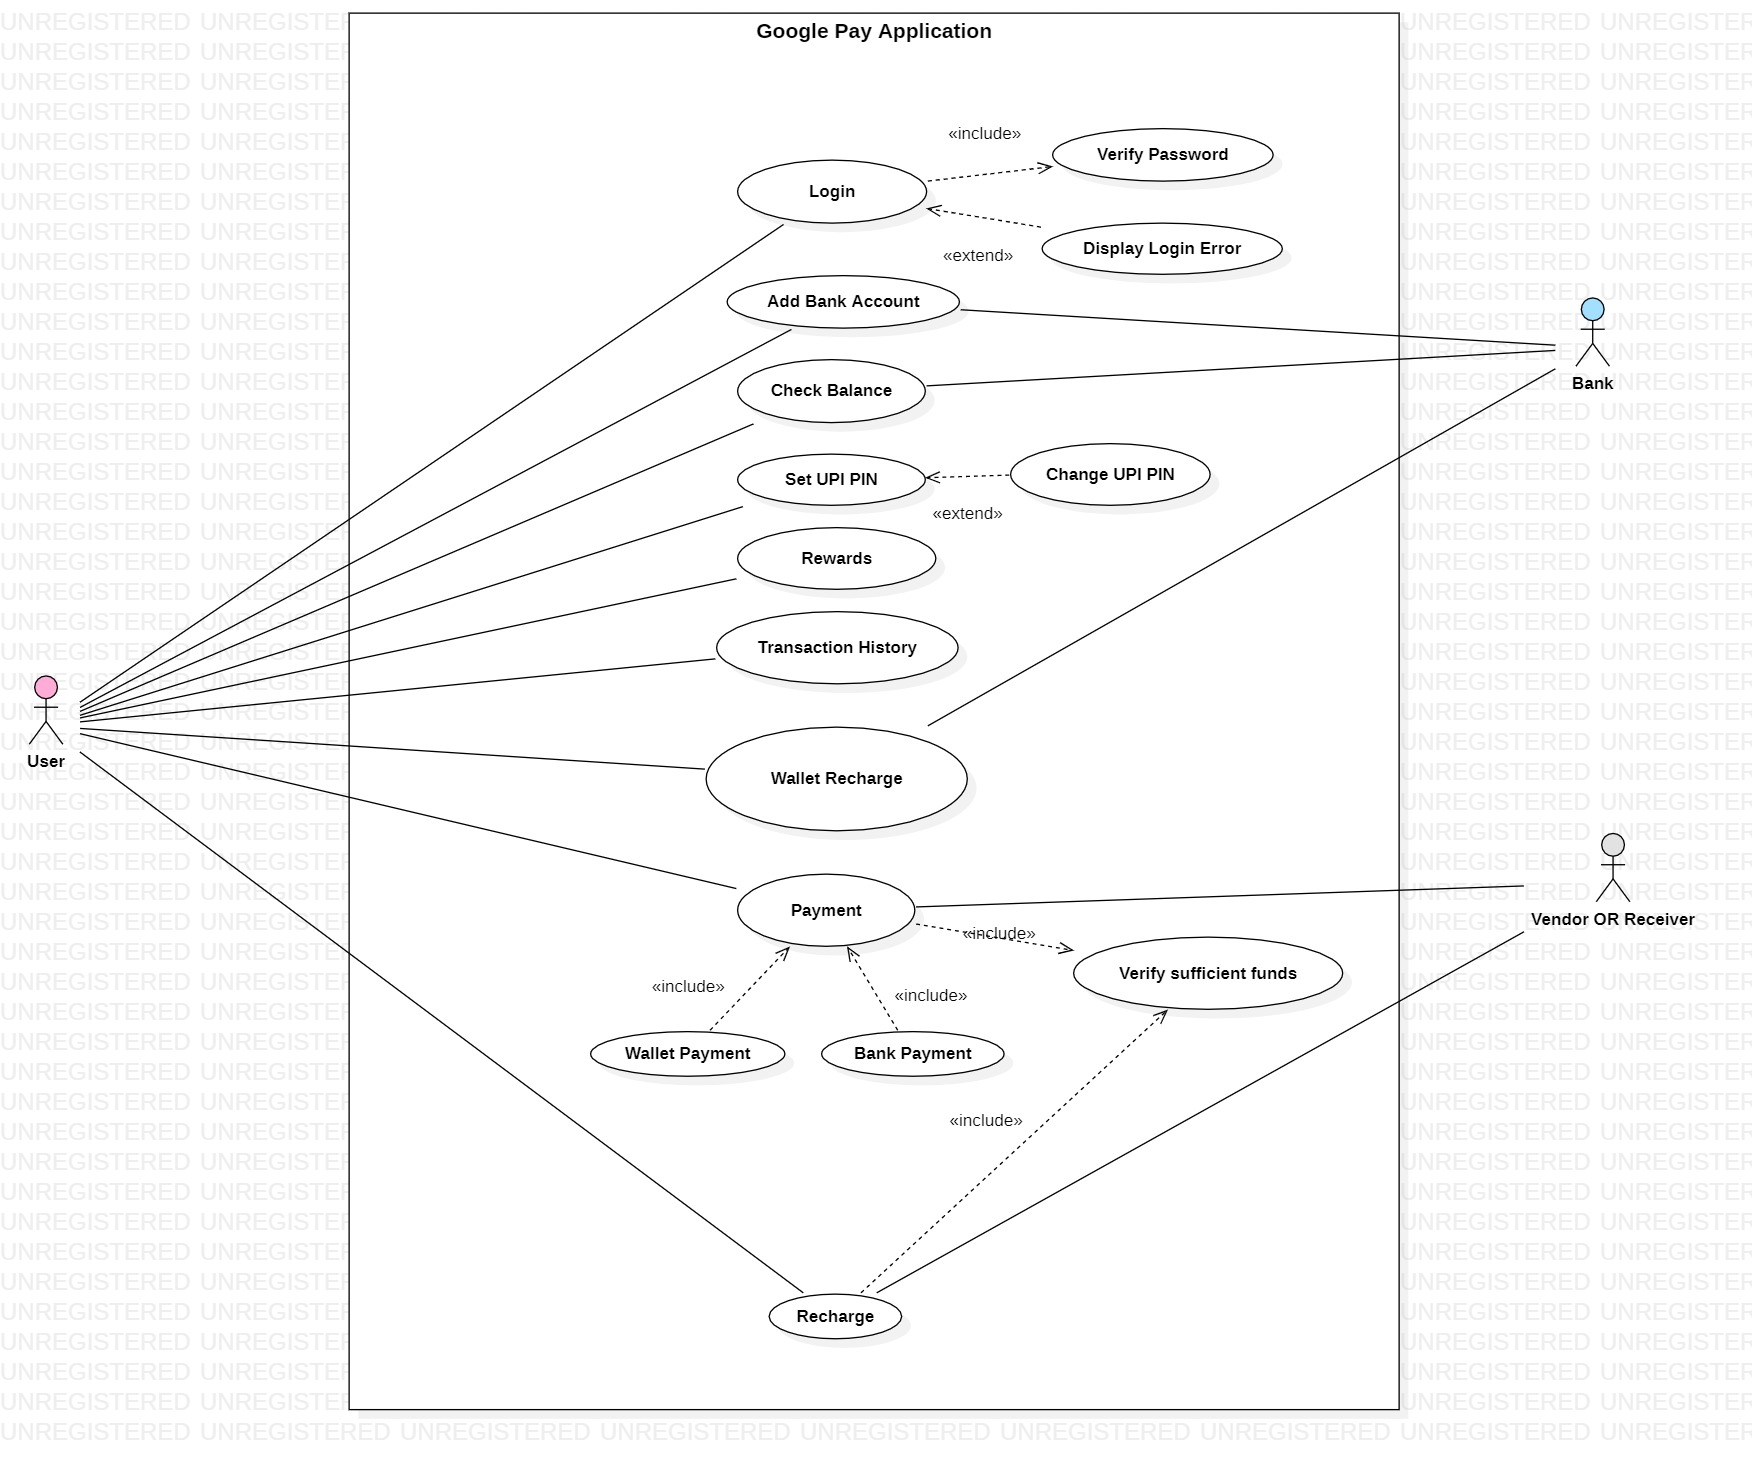 Google Pay Application
«include»
Verify Password
Login
Display Login Error
«extend»
Add Bank Account
Bank
Check Balance
Set UPI PIN
Change UPI PIN
«extend»
Rewards
Transaction History
User
Wallet Recharge
Payment
Vendor OR Receiver
«include»
Verify sufficient funds
«include»
«include»
Wallet Payment
Bank Payment
«include»
Recharge
UNREGISTERED UNREGISTERED UNREGISTERED UNREGISTERED UNREGISTERED UNREGISTERED UNREGISTERED UNREGISTERED